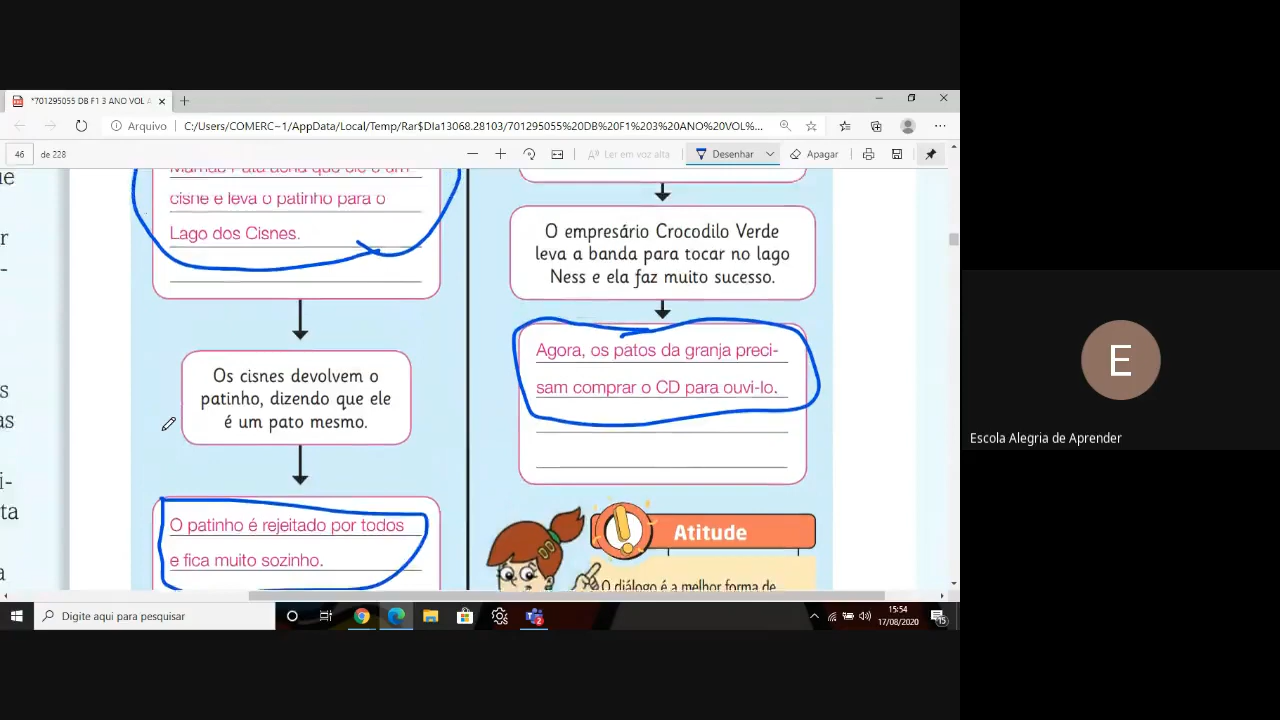 *701295055 DB F1 3 ANO VOL
Arquivo
C:/Users/COMERC~1/AppData/Local/Temp/Rar$DIa13068.28103/701295055%20DB%20F1%203%20ANO%20VOL%...
46 de 228
Ler em voz alta
Desenhar
Apagar
cisne e leva o patinho para o
Lago dos Cisnes.
Os cisnes devolvem o
patinho, dizendo que ele
é um pato mesmo.
O patinho é rejeitado por todos
e fica muito sozinho.
O empresário Crocodilo Verde
leva a banda para tocar no lago
Ness e ela faz muito sucesso.
Agora, os patos da granja preci-
sam comprar o CD para ouvi-lo.
Atitude
O diálogo é a melhor forma de
E
Escola Alegria de Aprender
Digite aqui para pesquisar
2
15:54
17/08/2020
15